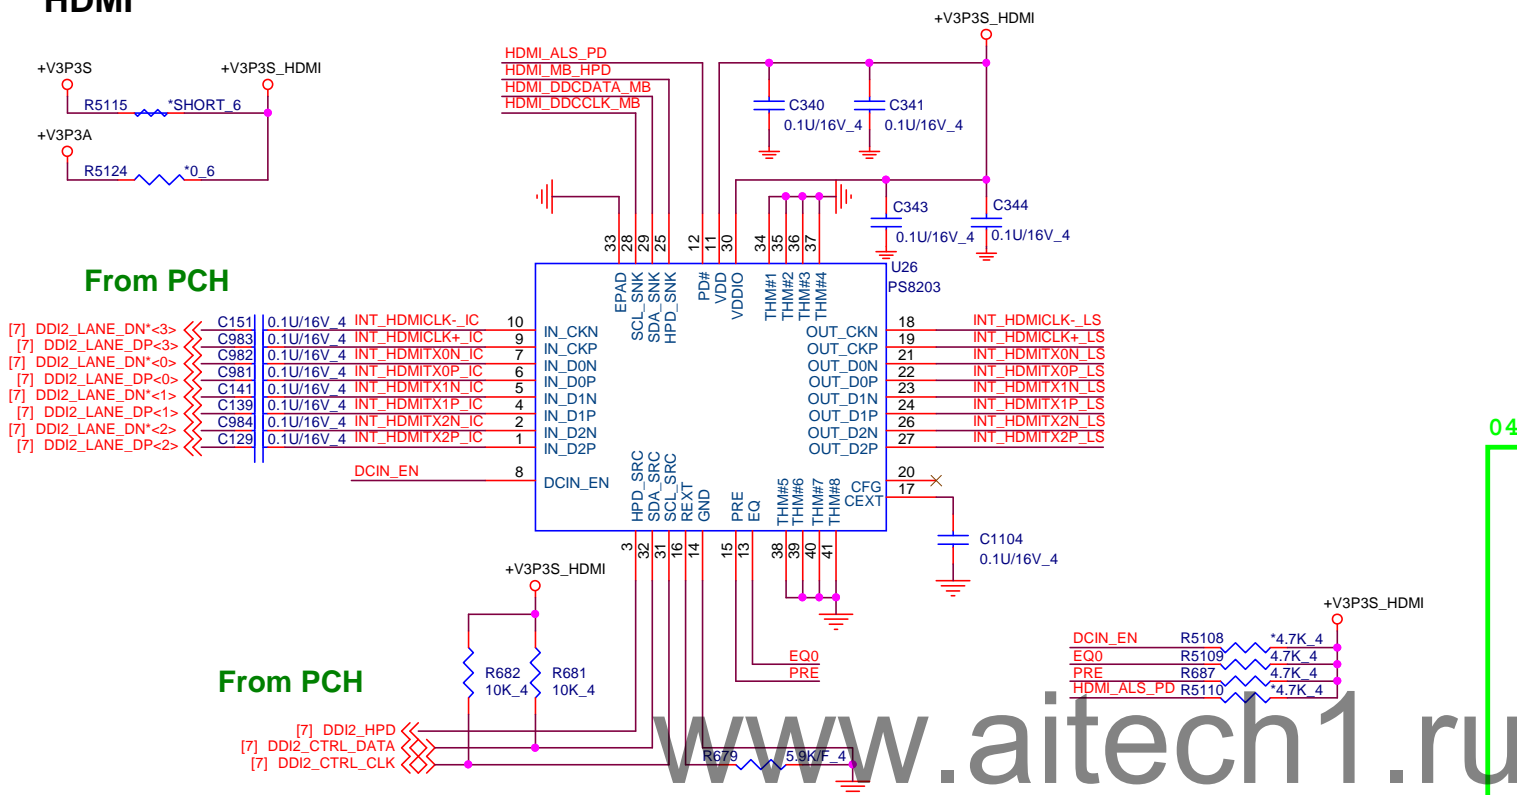 HDMI
+V3P3S_HDMI
+V3P3S
+V3P3S_HDMI
R5115 *SHORT_6
+V3P3A
R5124 *0_6
HDMI_ALS_PD
HDMI_MB_HPD
HDMI_DDCDATA_MB
HDMI_DDCCLK_MB
C340
0.1U/16V_4
C341
0.1U/16V_4
C343
0.1U/16V_4
C344
0.1U/16V_4
33 28 29 25 12 11 30 34 35 36 37
EPAD SCL_SNK SDA_SNK HPD_SNK PD# VDD VDDIO THM#1 THM#2 THM#3 THM#4
U26
PS8203
From PCH
[7] DDI2_LANE_DN*<3> C151 0.1U/16V_4 INT_HDMICLK-_IC 10 IN_CKN OUT_CKN 18 INT_HDMICLK-_LS
[7] DDI2_LANE_DP<3> C983 0.1U/16V_4 INT_HDMICLK+_IC 9 IN_CKP OUT_CKP 19 INT_HDMICLK+_LS
[7] DDI2_LANE_DN*<0> C982 0.1U/16V_4 INT_HDMITX0N_IC 7 IN_D0N OUT_D0N 21 INT_HDMITX0N_LS
[7] DDI2_LANE_DP<0> C981 0.1U/16V_4 INT_HDMITX0P_IC 6 IN_D0P OUT_D0P 22 INT_HDMITX0P_LS
[7] DDI2_LANE_DN*<1> C141 0.1U/16V_4 INT_HDMITX1N_IC 5 IN_D1N OUT_D1N 23 INT_HDMITX1N_LS
[7] DDI2_LANE_DP<1> C139 0.1U/16V_4 INT_HDMITX1P_IC 4 IN_D1P OUT_D1P 24 INT_HDMITX1P_LS
[7] DDI2_LANE_DN*<2> C984 0.1U/16V_4 INT_HDMITX2N_IC 2 IN_D2N OUT_D2N 26 INT_HDMITX2N_LS
[7] DDI2_LANE_DP<2> C129 0.1U/16V_4 INT_HDMITX2P_IC 1 IN_D2P OUT_D2P 27 INT_HDMITX2P_LS
04
DCIN_EN 8 DCIN_EN CFG 20
CEXT 17
HPD_SRC SDA_SRC SCL_SRC REXT GND PRE EQ THM#5 THM#6 THM#7 THM#8
3 32 31 16 14 15 13 38 39 40 41
C1104
0.1U/16V_4
+V3P3S_HDMI
R682
10K_4
R681
10K_4
EQ0
PRE
+V3P3S_HDMI
DCIN_EN R5108 *4.7K_4
EQ0 R5109 4.7K_4
PRE R687 4.7K_4
HDMI_ALS_PD R5110 *4.7K_4
From PCH
[7] DDI2_HPD
[7] DDI2_CTRL_DATA
[7] DDI2_CTRL_CLK
R679 5.9K/F_4
www.aitech1.ru